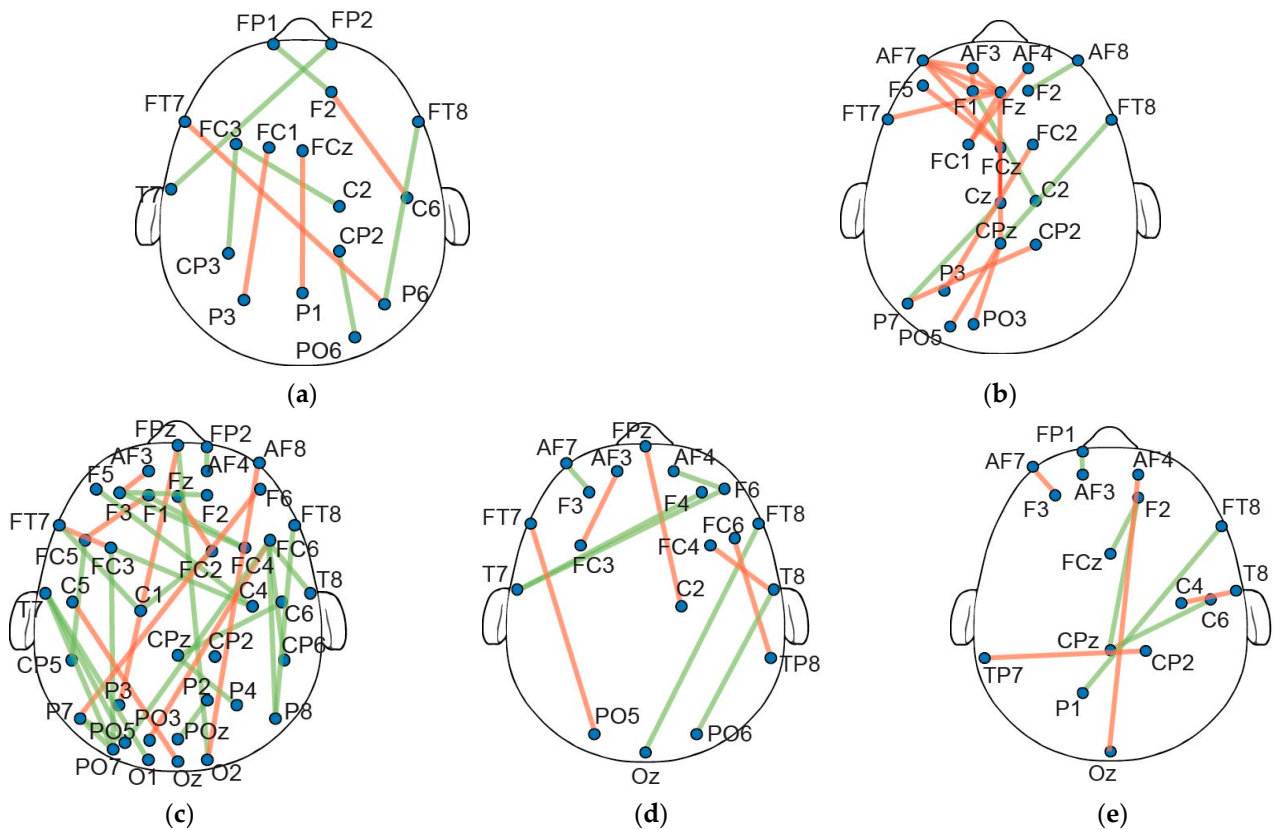 FP1 FP2
F2
FT7 FT8
FC3 FC1
FCz
T7 C2 C6
CP2
CP3
P3 P1 P6
PO6
(a)
AF7 AF3 AF4 AF8
F5 F1 Fz F2
FT7 FT8
FC2
FC1 FCz
Cz C2
CPz CP2
P3
P7
PO5 PO3
(b)
FPz FP2
AF3 AF4 AF8
F5 Fz
F3 F1 F2 F6
FT7 FT8
FC5 FC3 FC2 FC4 FC6
C5 T8
T7 C1 C4 C6
CPz CP2 CP6
CP5
P3 P2 P4
P7 PO5 PO3 POz P8
PO7 O1 Oz O2
(c)
FPz
AF7 AF3 AF4
F3 F4 F6
FT7 FC6 FT8
FC3 FC4
T7 T8
C2
TP8
PO5 PO6
Oz
(d)
FP1
AF7 AF4
AF3
F3 F2
FT8
FCz
C4 T8
C6
CPz
TP7 CP2
P1
Oz
(e)